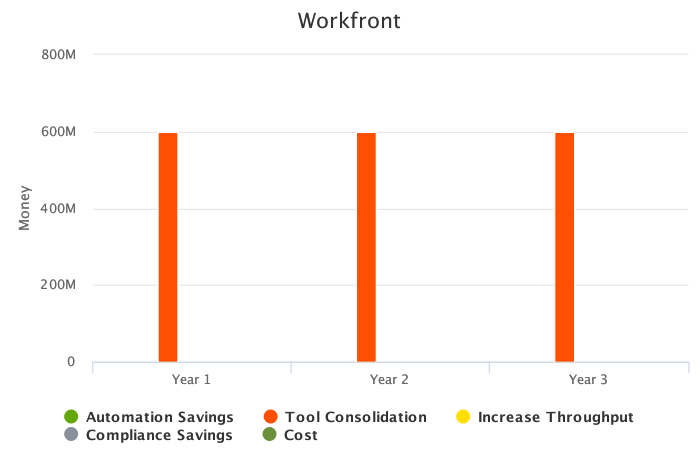 Workfront
800M
600M
400M
200M
0
Money
Year 1
Year 2
Year 3
Automation Savings
Tool Consolidation
Increase Throughput
Compliance Savings
Cost